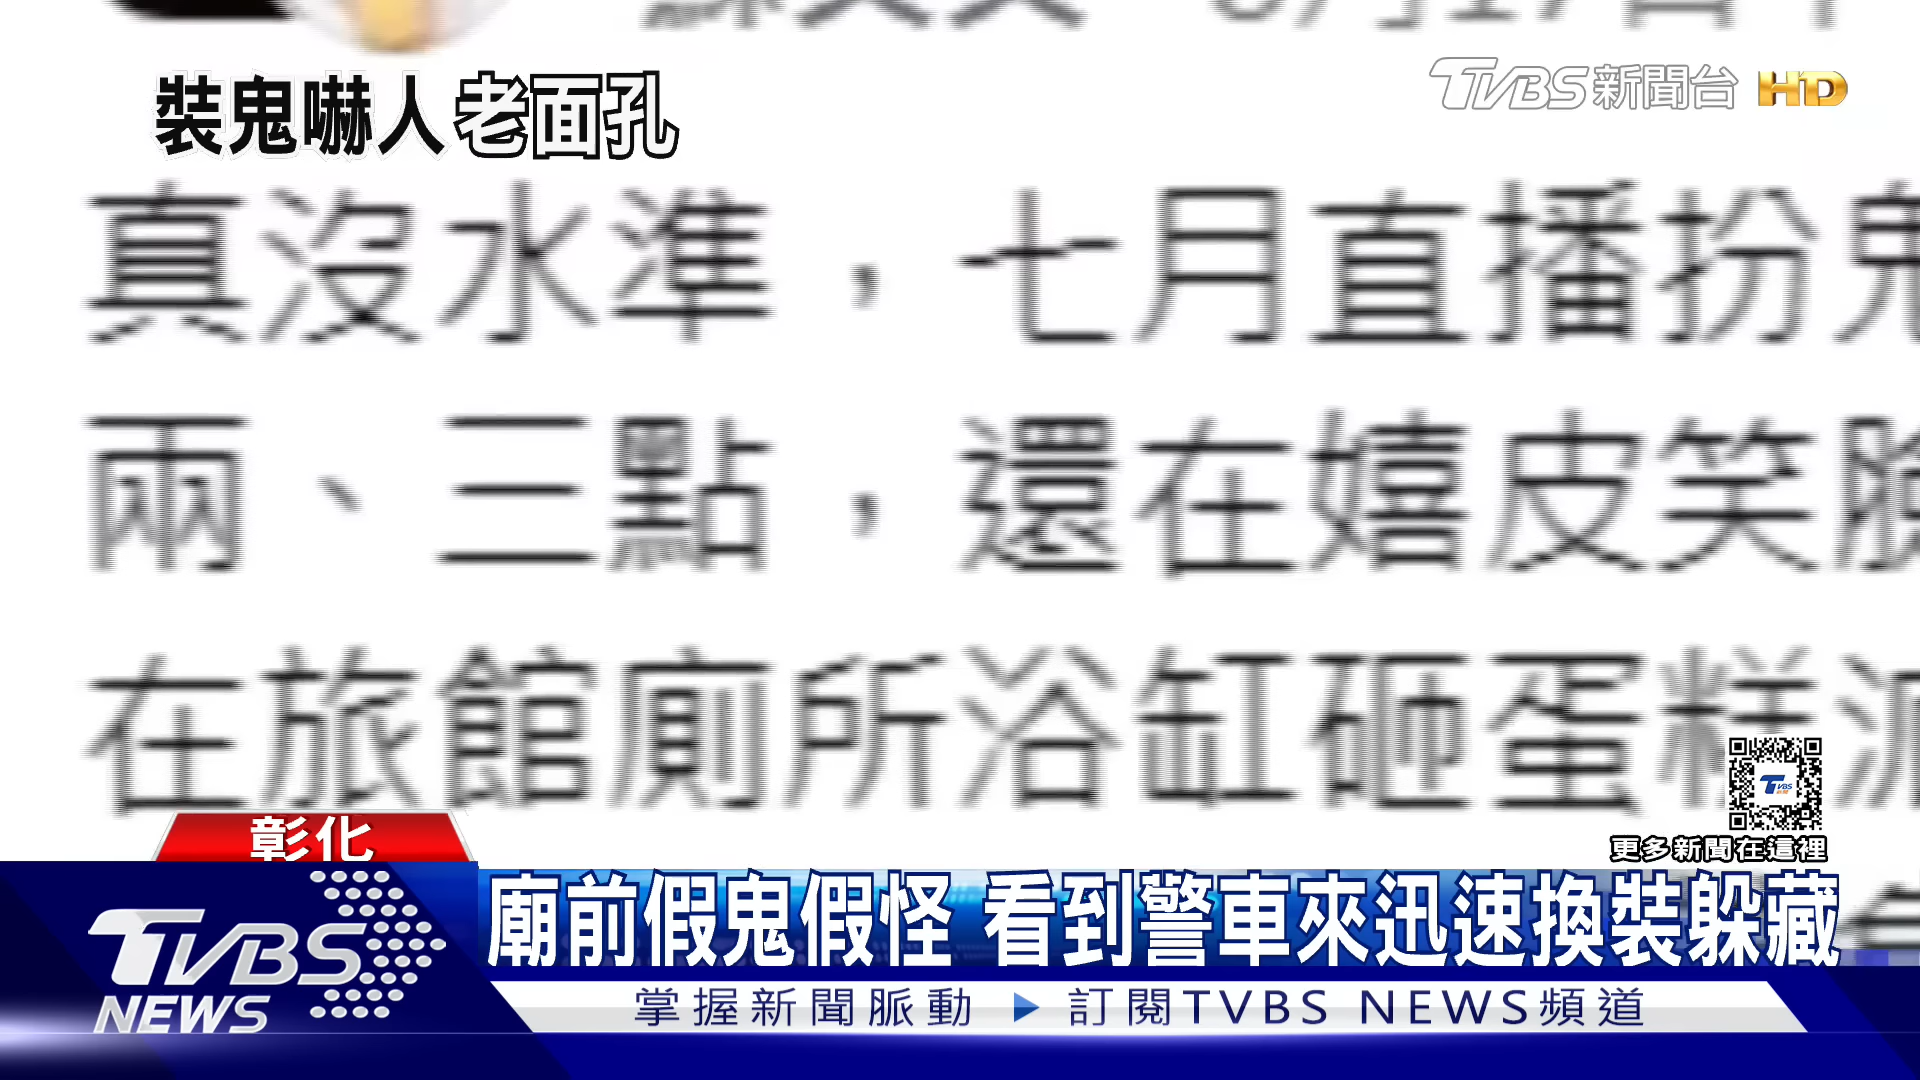 裝鬼嚇人 老面孔
TVBS新聞台 HD
真沒水準，七月直播扮鬼
兩、三點，還在嬉皮笑臉
在旅館廁所浴缸砸蛋糕派
TVBS
更多新聞在這裡
彰化
廟前假鬼假怪 看到警車來迅速換裝躲藏
TVBS
NEWS
掌握新聞脈動 ▶ 訂閱TVBS NEWS頻道